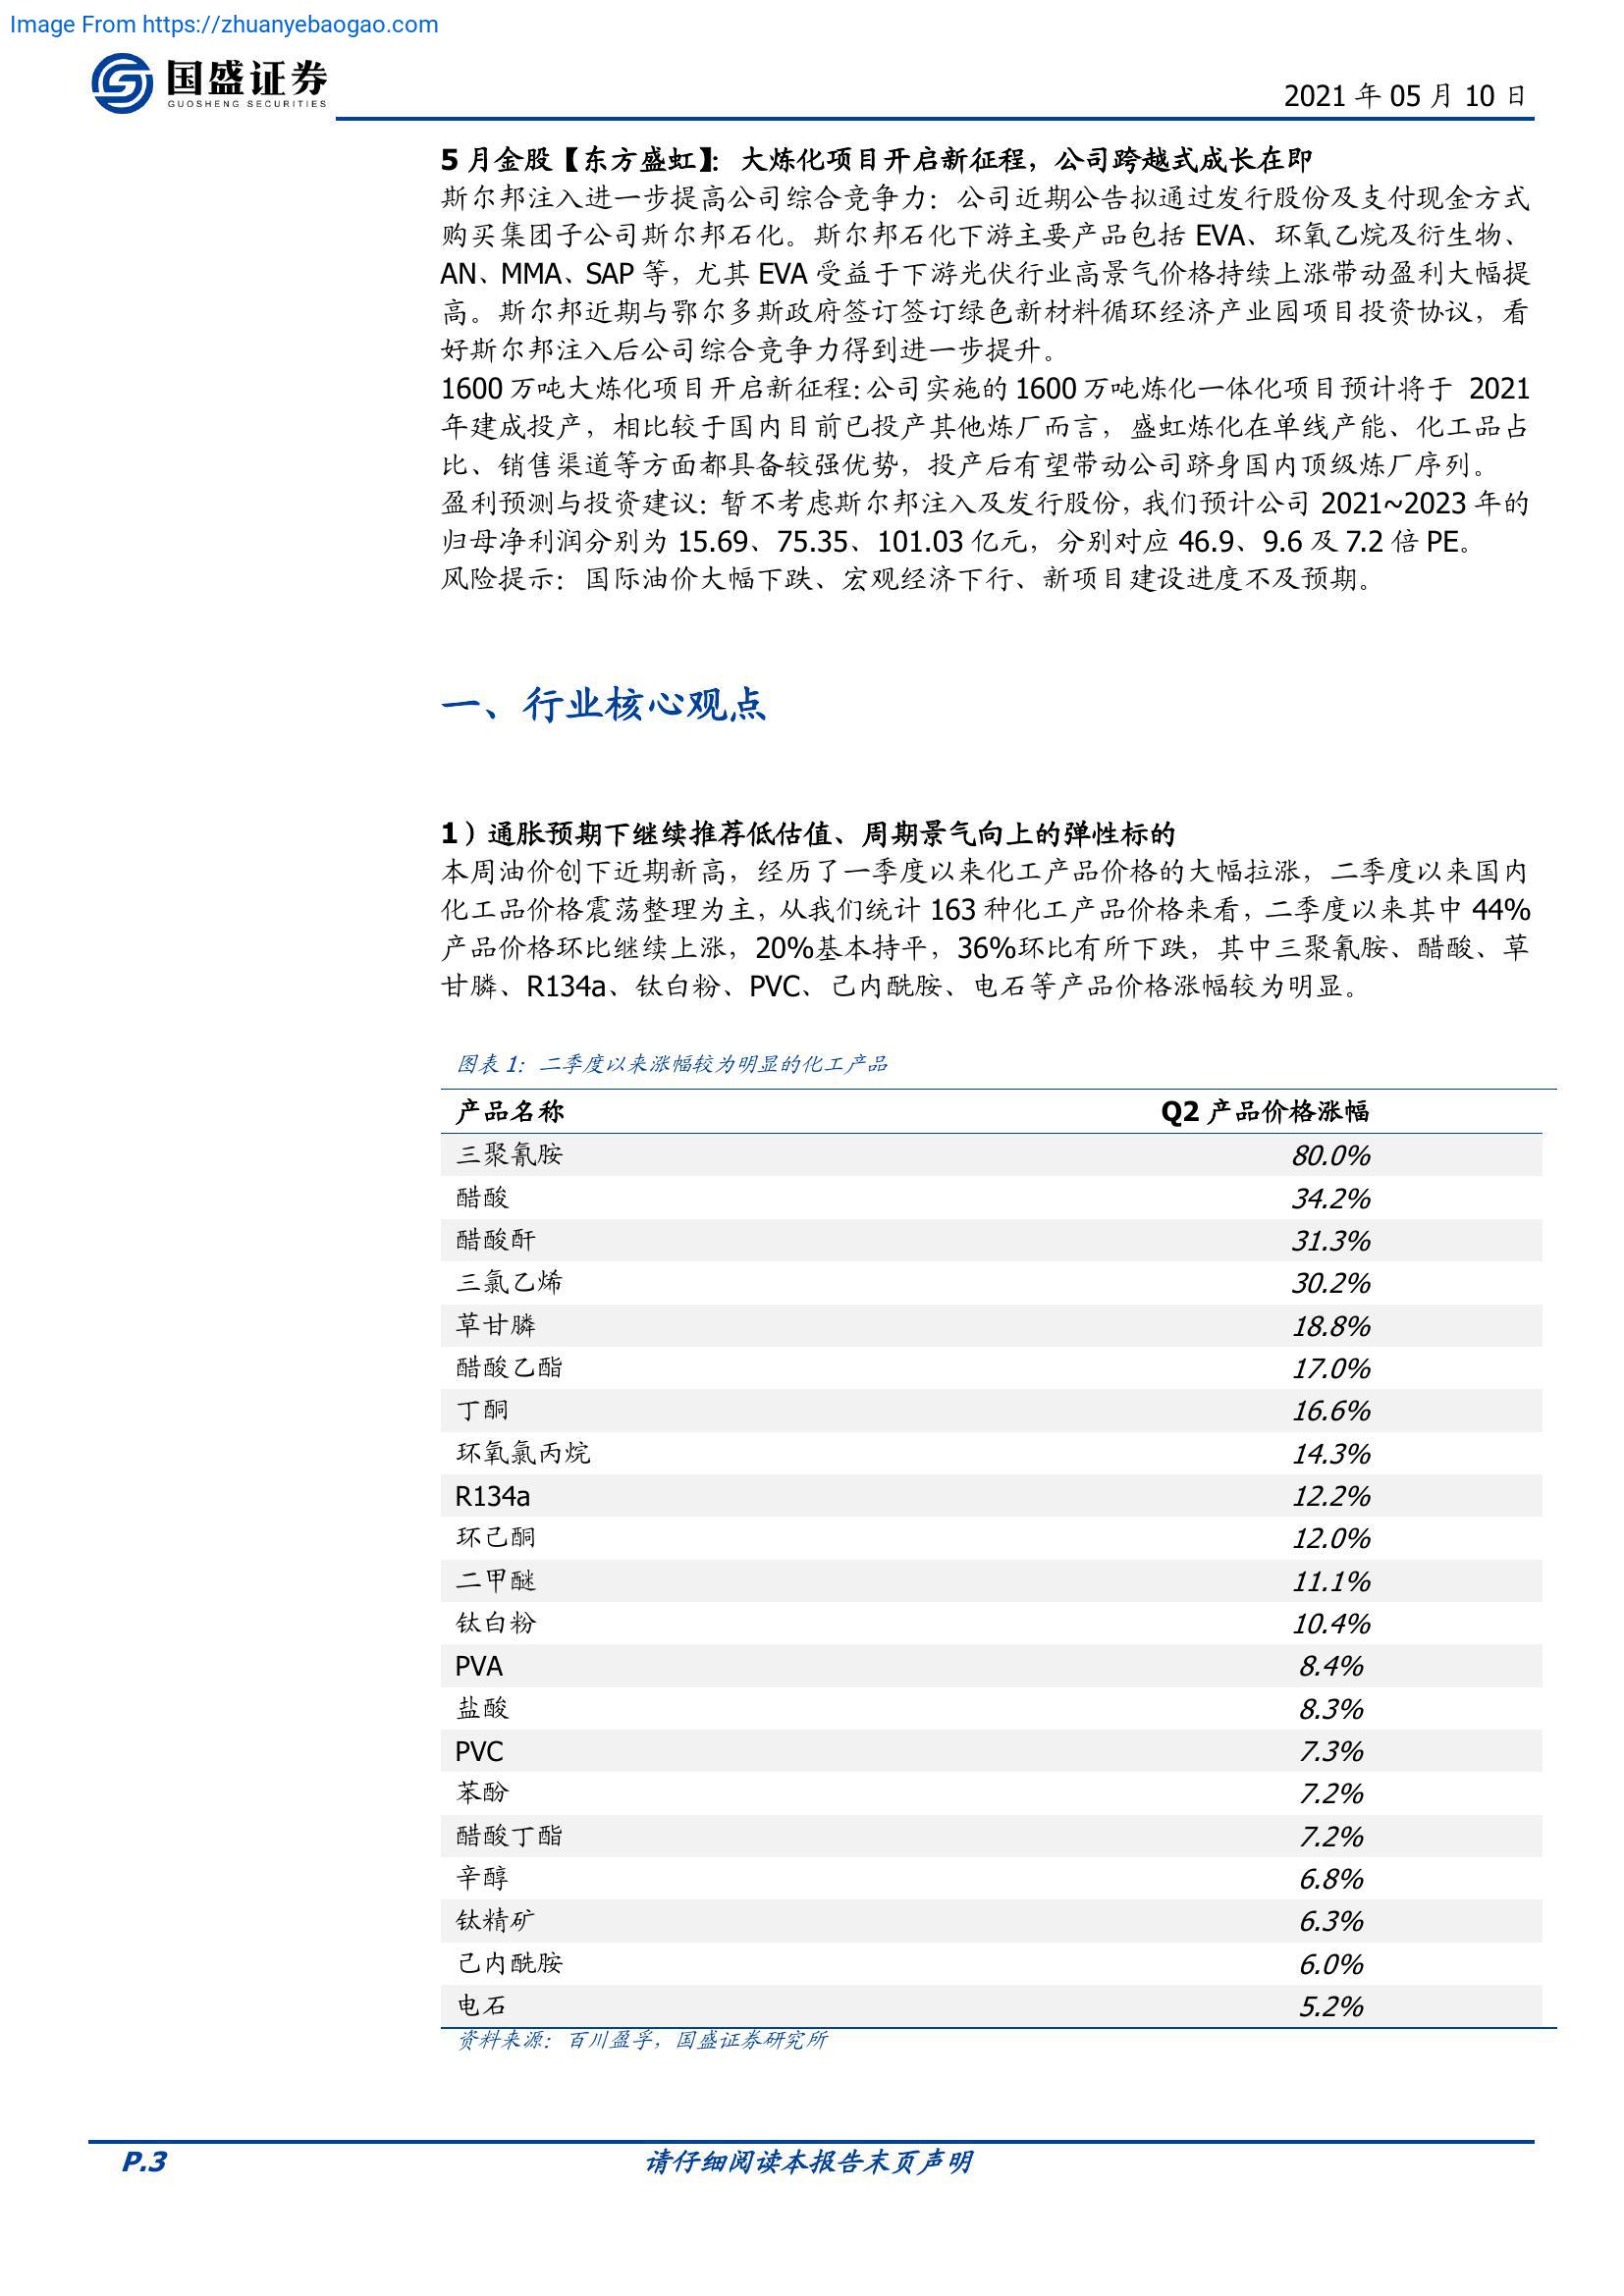 Image From https://zhuanyebaogao.com
国盛证券
GUOSHENG SECURITIES
2021 年 05 月 10 日
5 月金股【东方盛虹】：大炼化项目开启新征程，公司跨越式成长在即
斯尔邦注入进一步提高公司综合竞争力：公司近期公告拟通过发行股份及支付现金方式
购买集团子公司斯尔邦石化。斯尔邦石化下游主要产品包括 EVA、环氧乙烷及衍生物、
AN、MMA、SAP 等，尤其 EVA 受益于下游光伏行业高景气价格持续上涨带动盈利大幅提
高。斯尔邦近期与鄂尔多斯政府签订签订绿色新材料循环经济产业园项目投资协议，看
好斯尔邦注入后公司综合竞争力得到进一步提升。
1600 万吨大炼化项目开启新征程：公司实施的 1600 万吨炼化一体化项目预计将于 2021
年建成投产，相比较于国内目前已投产其他炼厂而言，盛虹炼化在单线产能、化工品占
比、销售渠道等方面都具备较强优势，投产后有望带动公司跻身国内顶级炼厂序列。
盈利预测与投资建议：暂不考虑斯尔邦注入及发行股份，我们预计公司 2021~2023 年的
归母净利润分别为 15.69、75.35、101.03 亿元，分别对应 46.9、9.6 及 7.2 倍 PE。
风险提示：国际油价大幅下跌、宏观经济下行、新项目建设进度不及预期。
一、行业核心观点
1）通胀预期下继续推荐低估值、周期景气向上的弹性标的
本周油价创下近期新高，经历了一季度以来化工产品价格的大幅拉涨，二季度以来国内
化工品价格震荡整理为主，从我们统计 163 种化工产品价格来看，二季度以来其中 44%
产品价格环比继续上涨，20%基本持平，36%环比有所下跌，其中三聚氰胺、醋酸、草
甘膦、R134a、钛白粉、PVC、己内酰胺、电石等产品价格涨幅较为明显。
图表 1：二季度以来涨幅较为明显的化工产品
产品名称 Q2 产品价格涨幅
三聚氰胺 80.0%
醋酸 34.2%
醋酸酐 31.3%
三氯乙烯 30.2%
草甘膦 18.8%
醋酸乙酯 17.0%
丁酮 16.6%
环氧氯丙烷 14.3%
R134a 12.2%
环己酮 12.0%
二甲醚 11.1%
钛白粉 10.4%
PVA 8.4%
盐酸 8.3%
PVC 7.3%
苯酚 7.2%
醋酸丁酯 7.2%
辛醇 6.8%
钛精矿 6.3%
己内酰胺 6.0%
电石 5.2%
资料来源：百川盈孚，国盛证券研究所
P.3 请仔细阅读本报告末页声明